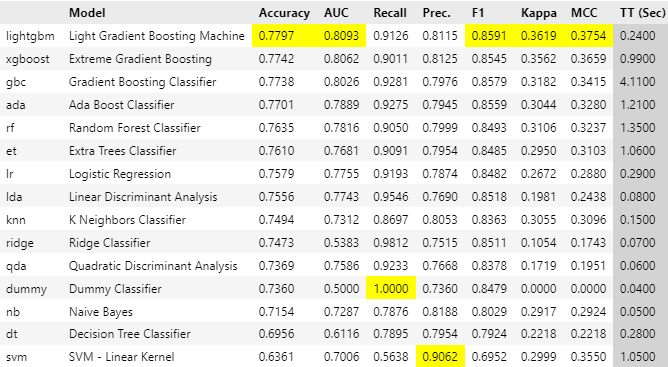 Model Accuracy AUC Recall Prec. F1 Kappa MCC TT (Sec)
lightgbm Light Gradient Boosting Machine 0.7797 0.8093 0.9126 0.8115 0.8591 0.3619 0.3754 0.2400
xgboost Extreme Gradient Boosting 0.7742 0.8062 0.9011 0.8125 0.8545 0.3562 0.3659 0.9900
gbc Gradient Boosting Classifier 0.7738 0.8026 0.9281 0.7976 0.8579 0.3182 0.3415 4.1100
ada Ada Boost Classifier 0.7701 0.7889 0.9275 0.7945 0.8559 0.3044 0.3280 1.2100
rf Random Forest Classifier 0.7635 0.7816 0.9050 0.7999 0.8493 0.3106 0.3237 1.3500
et Extra Trees Classifier 0.7610 0.7681 0.9091 0.7954 0.8485 0.2950 0.3103 1.0600
lr Logistic Regression 0.7579 0.7755 0.9193 0.7874 0.8482 0.2672 0.2880 0.2900
lda Linear Discriminant Analysis 0.7556 0.7743 0.9546 0.7690 0.8518 0.1981 0.2438 0.0800
knn K Neighbors Classifier 0.7494 0.7312 0.8697 0.8053 0.8363 0.3055 0.3096 0.1500
ridge Ridge Classifier 0.7473 0.5383 0.9812 0.7515 0.8511 0.1054 0.1743 0.0700
qda Quadratic Discriminant Analysis 0.7369 0.7586 0.9233 0.7668 0.8378 0.1719 0.1951 0.0600
dummy Dummy Classifier 0.7360 0.5000 1.0000 0.7360 0.8479 0.0000 0.0000 0.0400
nb Naive Bayes 0.7154 0.7287 0.7876 0.8188 0.8029 0.2917 0.2924 0.0500
dt Decision Tree Classifier 0.6956 0.6116 0.7895 0.7954 0.7924 0.2218 0.2218 0.2800
svm SVM - Linear Kernel 0.6361 0.7006 0.5638 0.9062 0.6952 0.2999 0.3550 1.0500